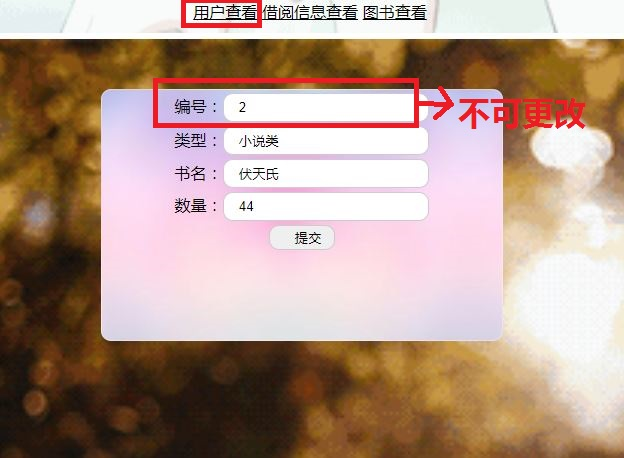 用户查看 借阅信息查看 图书查看
编号： 2
不可更改
类型： 小说类
书名： 伏天氏
数量： 44
提交